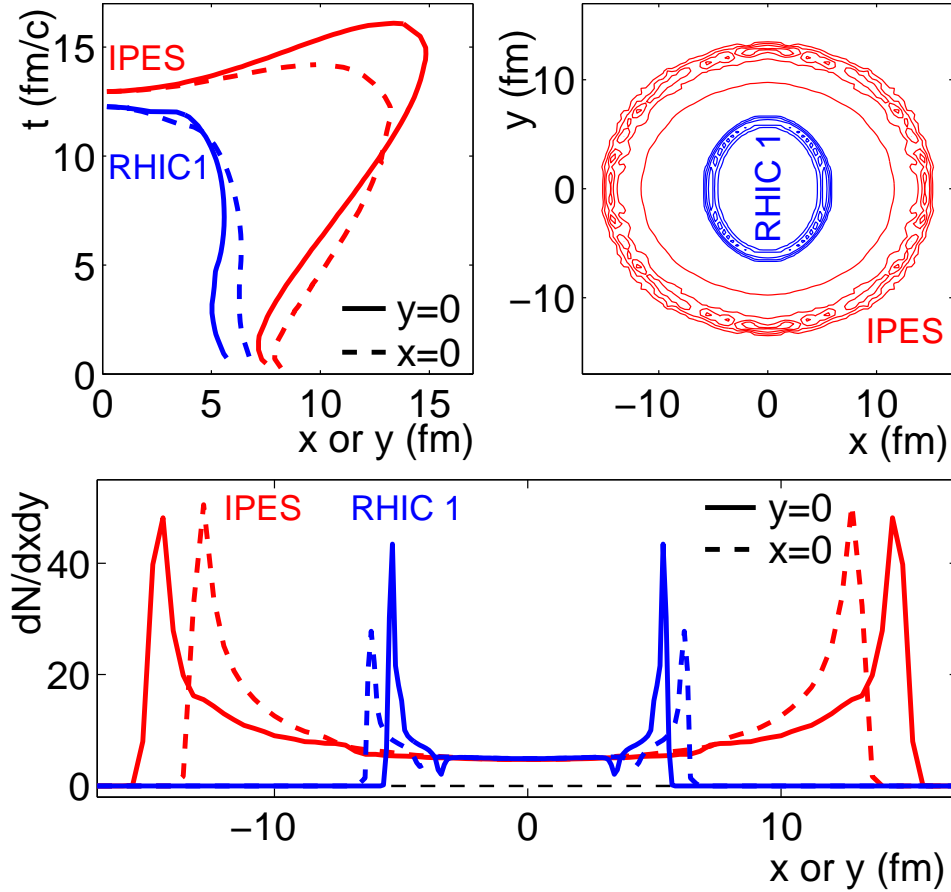 t (fm/c)
15
10
5
0
IPES
RHIC1
y=0
x=0
0 5 10 15
x or y (fm)
y (fm)
10
0
−10
RHIC 1
IPES
−10 0 10
x (fm)
dN/dxdy
40
20
0
IPES RHIC 1
y=0
x=0
−10 0 10
x or y (fm)